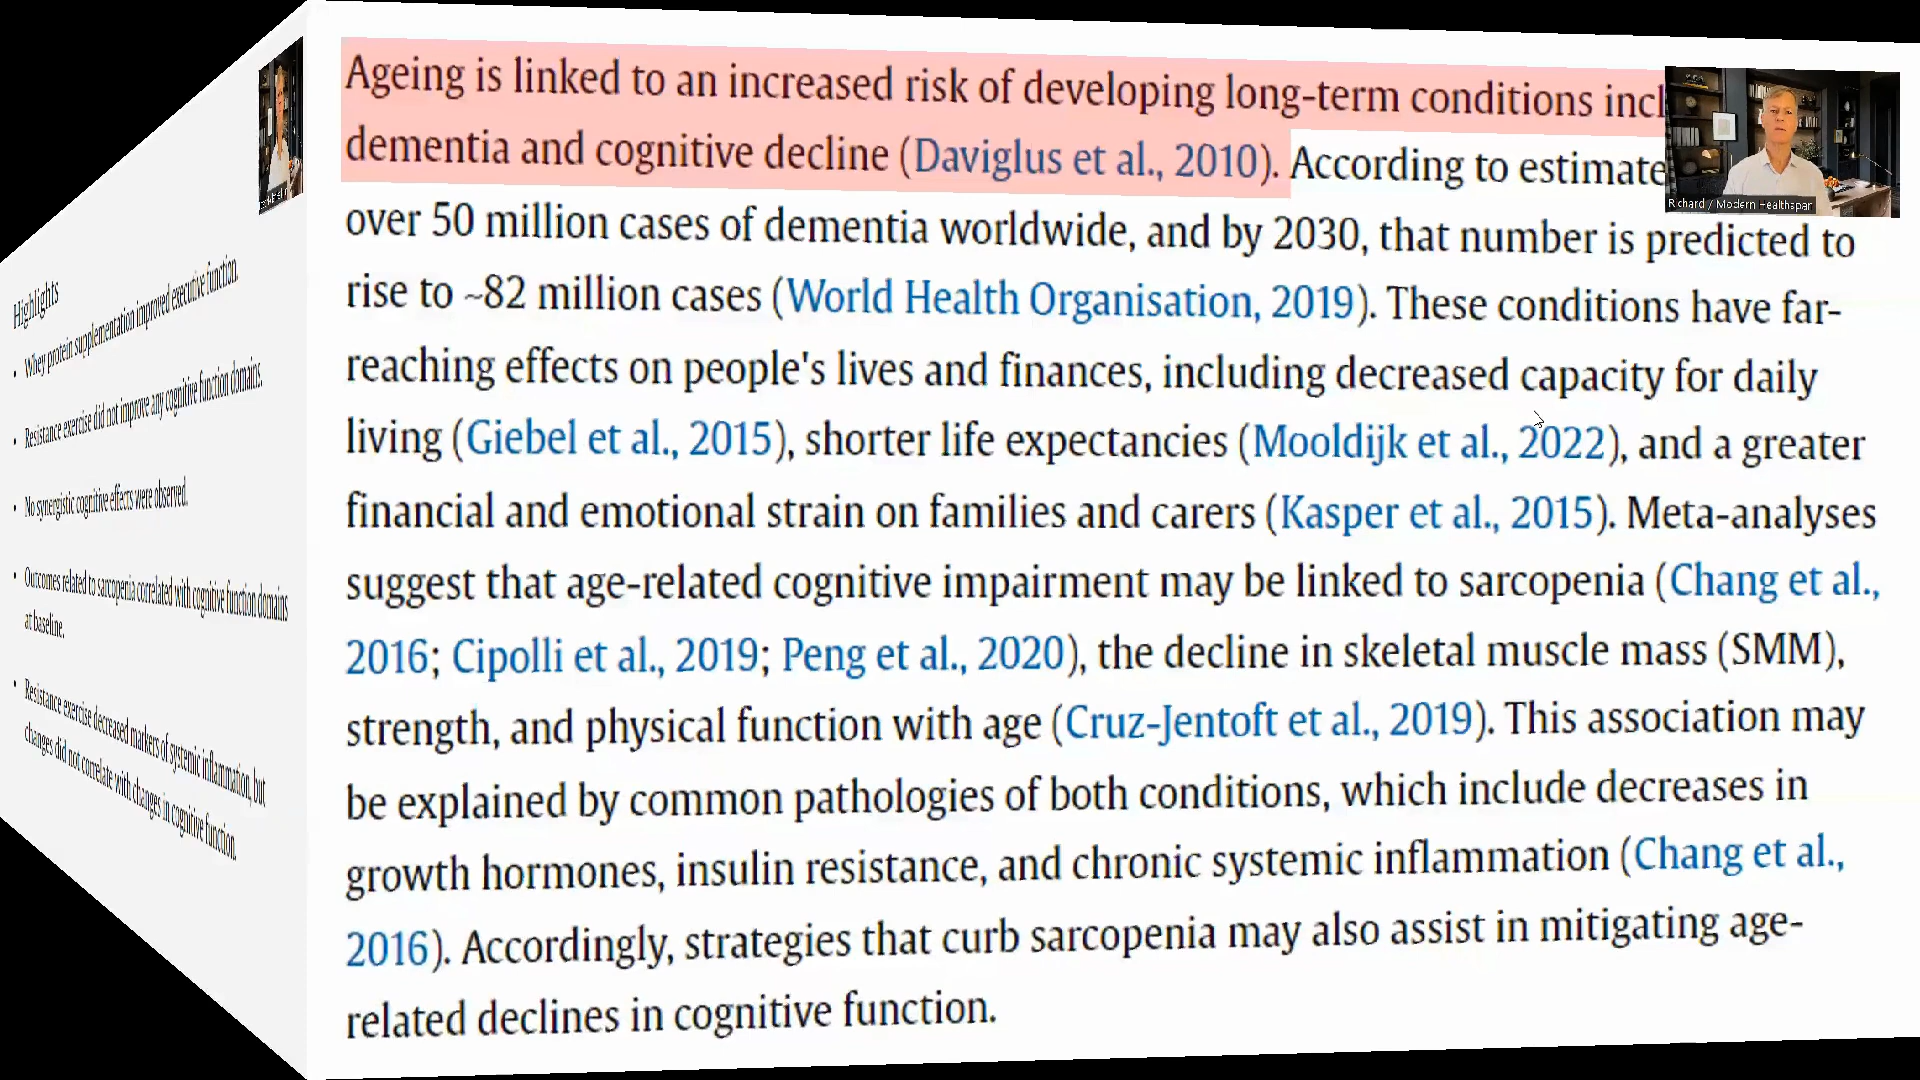 Highlights
• Whey protein supplementation improved executive function.
• Resistance exercise did not improve any cognitive function domains.
• No synergistic cognitive effects were observed.
• Outcomes related to sarcopenia correlated with cognitive function domains
at baseline.
• Resistance exercise decreased markers of systemic inflammation, but
changes did not correlate with changes in cognitive function.
Ageing is linked to an increased risk of developing long-term conditions incl
dementia and cognitive decline (Daviglus et al., 2010). According to estimate
over 50 million cases of dementia worldwide, and by 2030, that number is predicted to
rise to ~82 million cases (World Health Organisation, 2019). These conditions have far-
reaching effects on people's lives and finances, including decreased capacity for daily
living (Giebel et al., 2015), shorter life expectancies (Mooldijk et al., 2022), and a greater
financial and emotional strain on families and carers (Kasper et al., 2015). Meta-analyses
suggest that age-related cognitive impairment may be linked to sarcopenia (Chang et al.,
2016; Cipolli et al., 2019; Peng et al., 2020), the decline in skeletal muscle mass (SMM),
strength, and physical function with age (Cruz-Jentoft et al., 2019). This association may
be explained by common pathologies of both conditions, which include decreases in
growth hormones, insulin resistance, and chronic systemic inflammation (Chang et al.,
2016). Accordingly, strategies that curb sarcopenia may also assist in mitigating age-
related declines in cognitive function.
Richard / Modern Healthspan